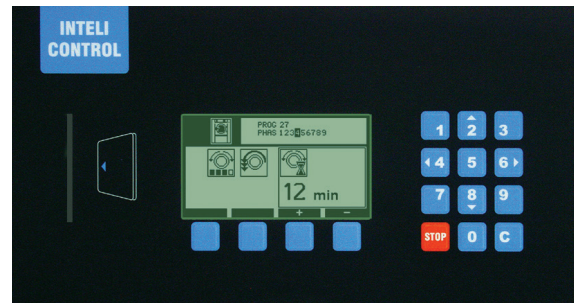 INTELI
CONTROL
PROG 27
PHAS 123456789
12 min
+ −
1 2 3
4 5 6
7 8 9
STOP 0 C